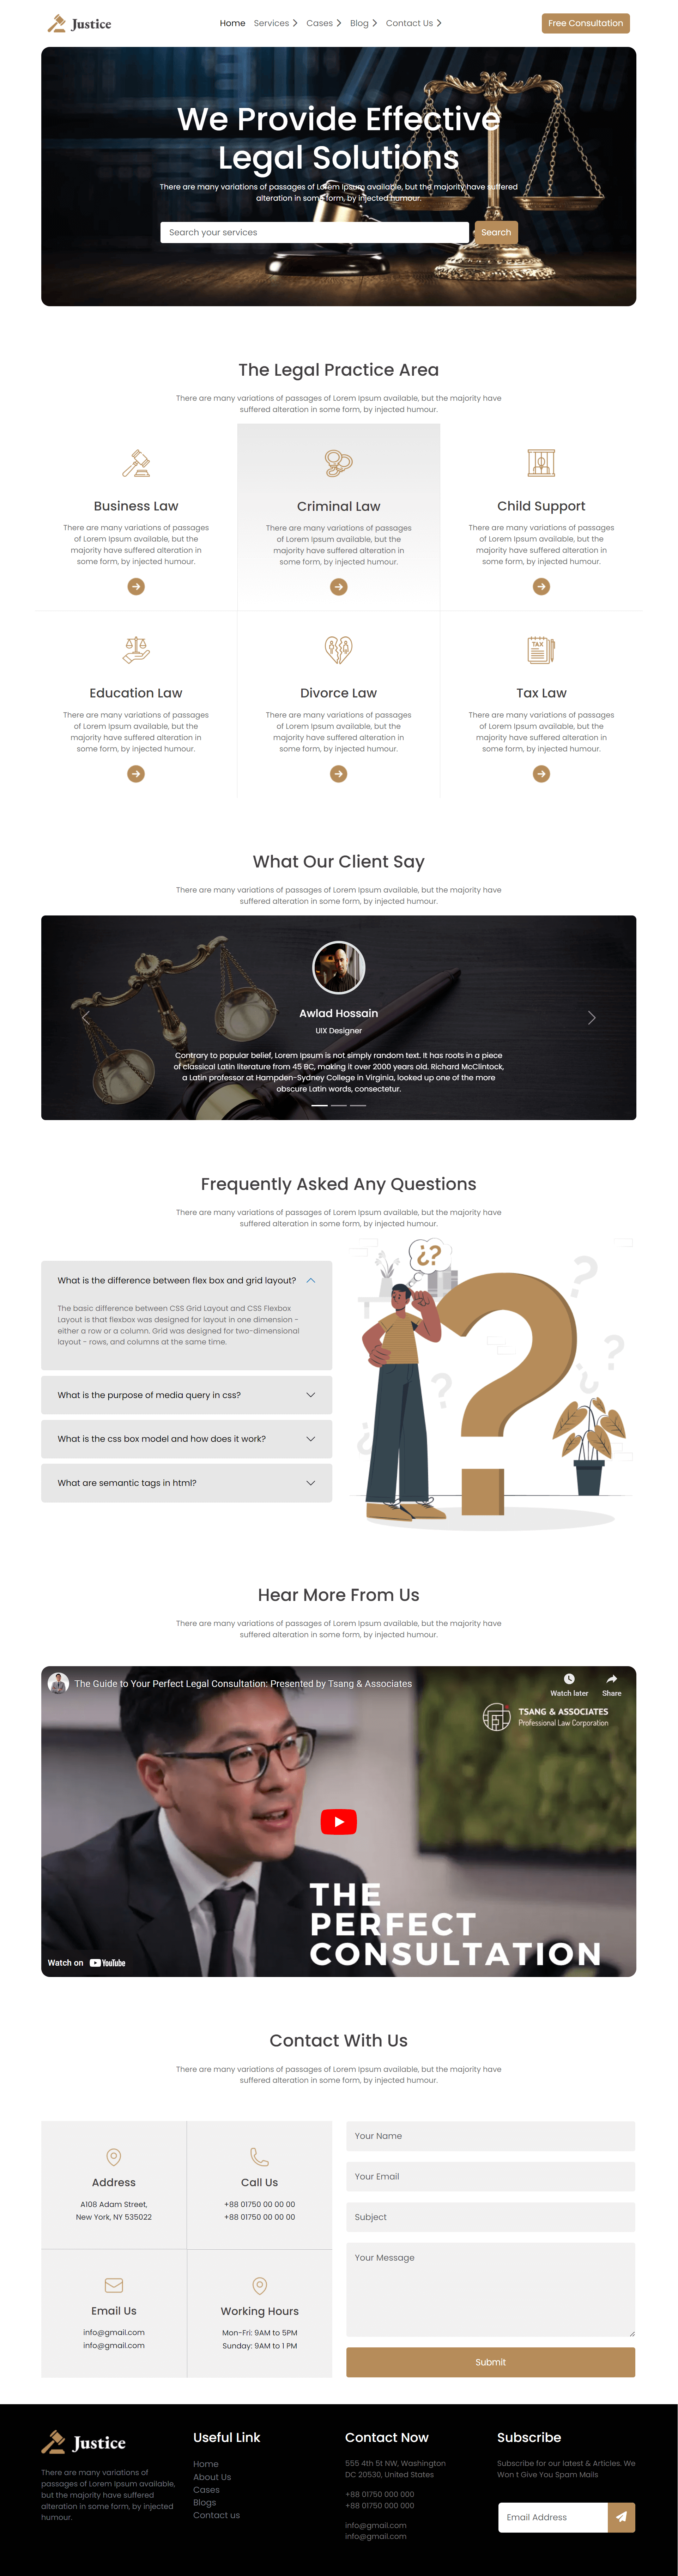 Justice
Home Services Cases Blog Contact Us
Free Consultation
We Provide Effective
Legal Solutions
There are many variations of passages of Lorem Ipsum available, but the majority have suffered
alteration in some form, by injected humour.
Search your services
Search
The Legal Practice Area
There are many variations of passages of Lorem Ipsum available, but the majority have
suffered alteration in some form, by injected humour.
Business Law
There are many variations of passages
of Lorem Ipsum available, but the
majority have suffered alteration in
some form, by injected humour.
Criminal Law
There are many variations of passages
of Lorem Ipsum available, but the
majority have suffered alteration in
some form, by injected humour.
Child Support
There are many variations of passages
of Lorem Ipsum available, but the
majority have suffered alteration in
some form, by injected humour.
Education Law
There are many variations of passages
of Lorem Ipsum available, but the
majority have suffered alteration in
some form, by injected humour.
Divorce Law
There are many variations of passages
of Lorem Ipsum available, but the
majority have suffered alteration in
some form, by injected humour.
TAX
Tax Law
There are many variations of passages
of Lorem Ipsum available, but the
majority have suffered alteration in
some form, by injected humour.
What Our Client Say
There are many variations of passages of Lorem Ipsum available, but the majority have
suffered alteration in some form, by injected humour.
Awlad Hossain
UIX Designer
Contrary to popular belief, Lorem Ipsum is not simply random text. It has roots in a piece
of classical Latin literature from 45 BC, making it over 2000 years old. Richard McClintock,
a Latin professor at Hampden-Sydney College in Virginia, looked up one of the more
obscure Latin words, consectetur.
Frequently Asked Any Questions
There are many variations of passages of Lorem Ipsum available, but the majority have
suffered alteration in some form, by injected humour.
What is the difference between flex box and grid layout?
The basic difference between CSS Grid Layout and CSS Flexbox
Layout is that flexbox was designed for layout in one dimension -
either a row or a column. Grid was designed for two-dimensional
layout - rows, and columns at the same time.
What is the purpose of media query in css?
What is the css box model and how does it work?
What are semantic tags in html?
¿?
?
?
?
?
?
Hear More From Us
There are many variations of passages of Lorem Ipsum available, but the majority have
suffered alteration in some form, by injected humour.
The Guide to Your Perfect Legal Consultation: Presented by Tsang & Associates
Watch later
Share
TSANG & ASSOCIATES
Professional Law Corporation
THE
PERFECT
CONSULTATION
Watch on YouTube
Contact With Us
There are many variations of passages of Lorem Ipsum available, but the majority have
suffered alteration in some form, by injected humour.
Address
A108 Adam Street,
New York, NY 535022
Call Us
+88 01750 00 00 00
+88 01750 00 00 00
Email Us
info@gmail.com
info@gmail.com
Working Hours
Mon-Fri: 9AM to 5PM
Sunday: 9AM to 1 PM
Your Name
Your Email
Subject
Your Message
Submit
Justice
There are many variations of
passages of Lorem Ipsum available,
but the majority have suffered
alteration in some form, by injected
humour.
Useful Link
Home
About Us
Cases
Blogs
Contact us
Contact Now
555 4th 5t NW, Washington
DC 20530, United States
+88 01750 000 000
+88 01750 000 000
info@gmail.com
info@gmail.com
Subscribe
Subscribe for our latest & Articles. We
Won t Give You Spam Mails
Email Address